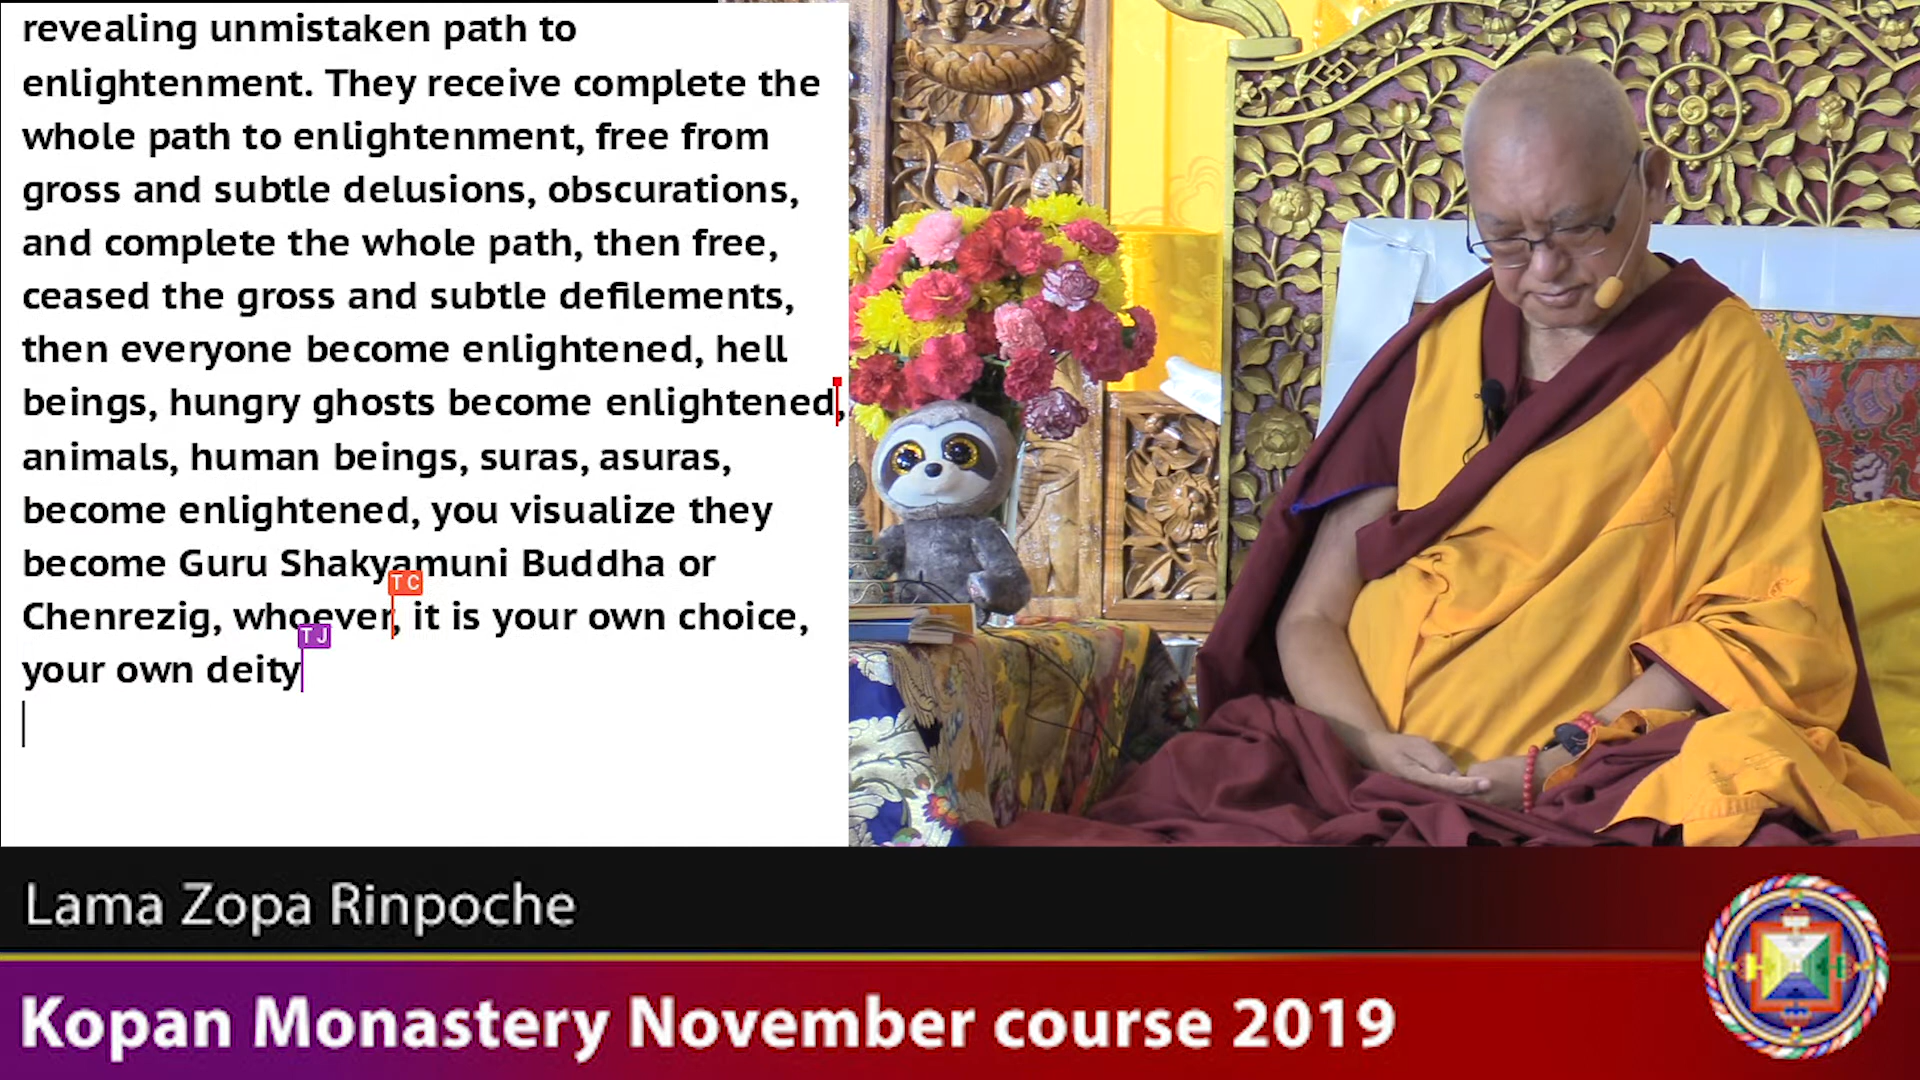 revealing unmistaken path to
enlightenment. They receive complete the
whole path to enlightenment, free from
gross and subtle delusions, obscurations,
and complete the whole path, then free,
ceased the gross and subtle defilements,
then everyone become enlightened, hell
beings, hungry ghosts become enlightened,
animals, human beings, suras, asuras,
become enlightened, you visualize they
become Guru Shakyamuni Buddha or
TC
Chenrezig, whoever, it is your own choice,
TJ
your own deity
Lama Zopa Rinpoche
Kopan Monastery November course 2019